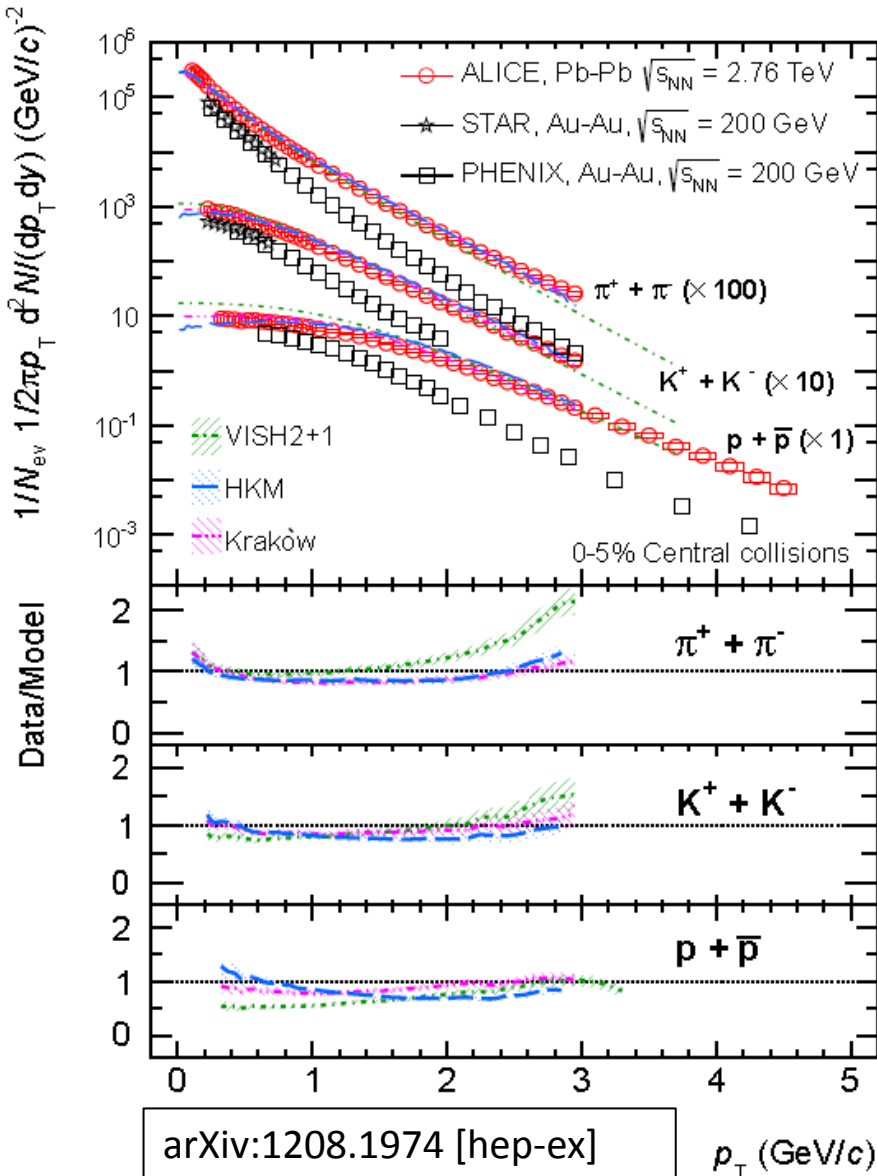 1/N_ev 1/2πp_T d²N/(dp_T dy) (GeV/c)⁻²
10⁶
10⁵
10³
10
10⁻¹
10⁻³
ALICE, Pb-Pb √s_NN = 2.76 TeV
STAR, Au-Au, √s_NN = 200 GeV
PHENIX, Au-Au, √s_NN = 200 GeV
π⁺ + π⁻ (× 100)
K⁺ + K⁻ (× 10)
p + p̅ (× 1)
VISH2+1
HKM
Krakòw
0-5% Central collisions
Data/Model
2
1
0
π⁺ + π⁻
2
1
0
K⁺ + K⁻
2
1
0
p + p̅
0 1 2 3 4 5
arXiv:1208.1974 [hep-ex]
p_T (GeV/c)